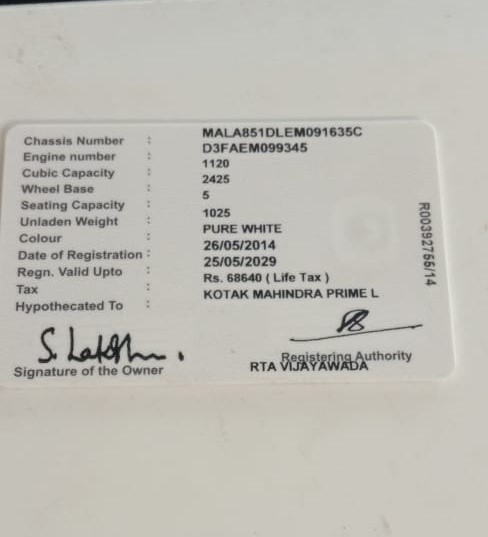 Chassis Number : MALA851DLEM091635C
Engine number : D3FAEM099345
Cubic Capacity : 1120
Wheel Base : 2425
Seating Capacity : 5
Unladen Weight : 1025
Colour : PURE WHITE
Date of Registration : 26/05/2014
Regn. Valid Upto : 25/05/2029
Tax : Rs. 68640 ( Life Tax )
Hypothecated To : KOTAK MAHINDRA PRIME L
R00392755/14
Signature of the Owner
Registering Authority
RTA VIJAYAWADA